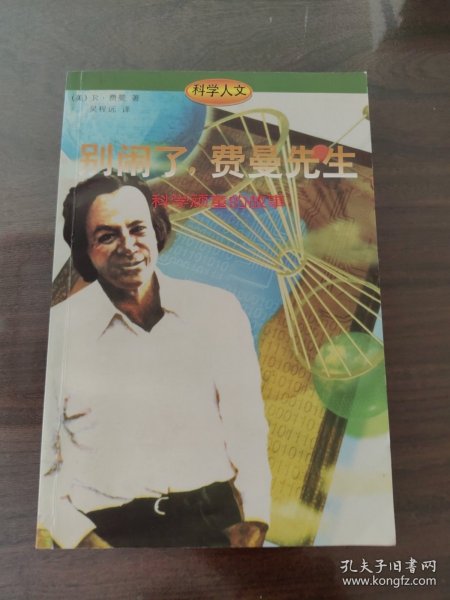 科学人文
(美) R·费曼 著
吴程远 译
别闹了,费曼先生
科学顽童的故事
孔夫子旧书网
www.kongfz.com